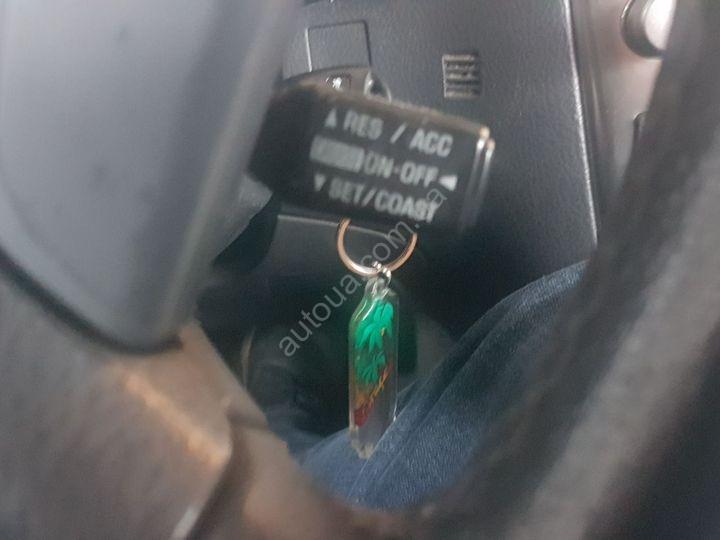 ▲ RES / ACC
ON-OFF ◄
▼ SET/COAST
autoua.com.ua